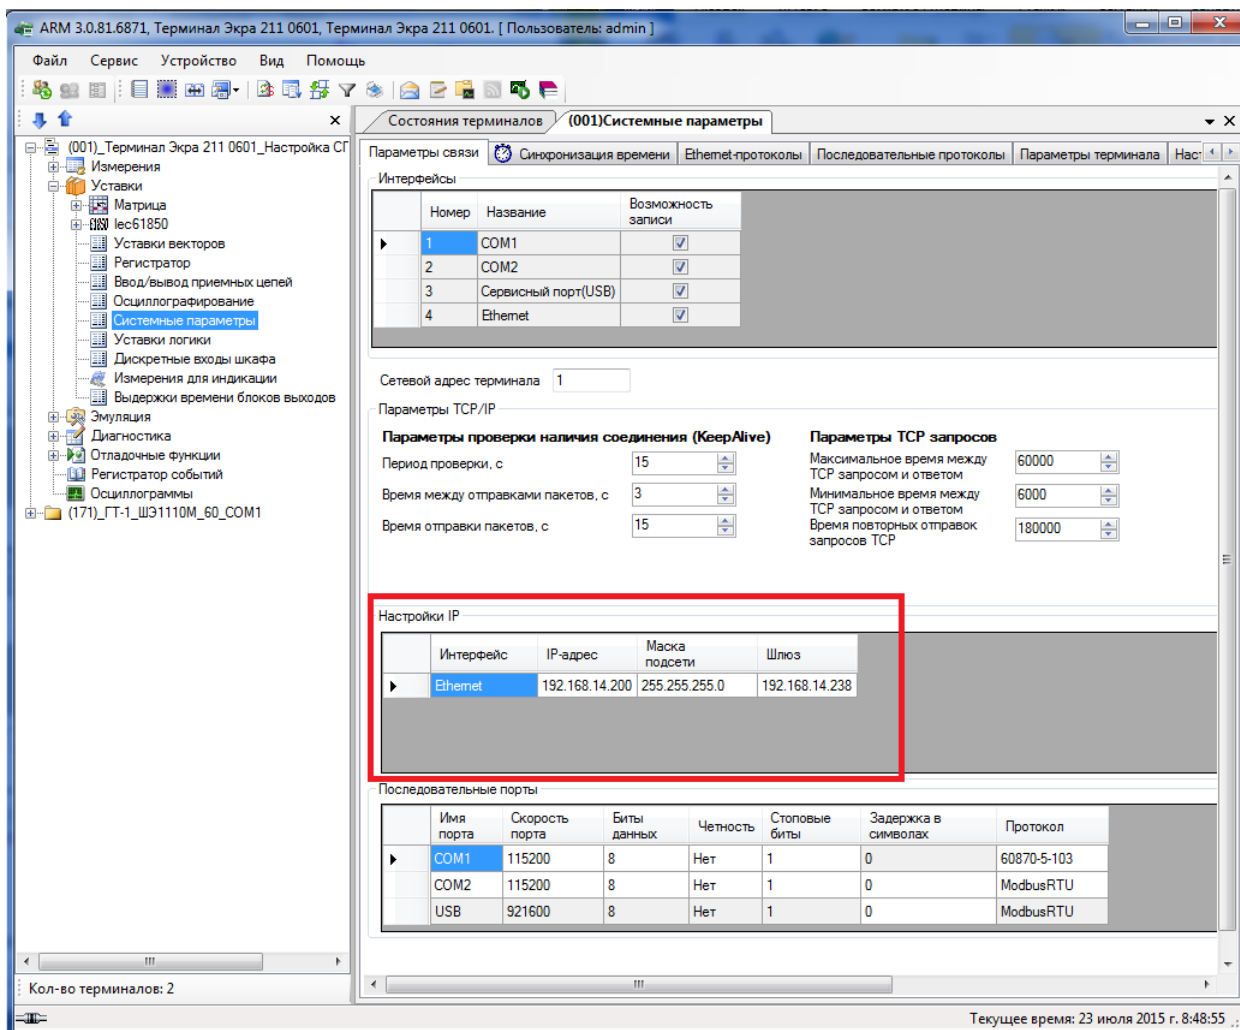 ARM 3.0.81.6871, Терминал Экра 211 0601, Терминал Экра 211 0601. [ Пользователь: admin ]
Файл Сервис Устройство Вид Помощь
Состояния терминалов (001)Системные параметры
(001)_Терминал Экра 211 0601_Настройка СГ
Измерения
Уставки
Матрица
Iec61850
Уставки векторов
Регистратор
Ввод/вывод приемных цепей
Осциллографирование
Системные параметры
Уставки логики
Дискретные входы шкафа
Измерения для индикации
Выдержки времени блоков выходов
Эмуляция
Диагностика
Отладочные функции
Регистратор событий
Осциллограммы
(171)_ГТ-1_ШЭ1110М_60_COM1
Кол-во терминалов: 2
Параметры связи Синхронизация времени Ethernet-протоколы Последовательные протоколы Параметры терминала Наст
Интерфейсы
Номер Название Возможность записи
1 COM1
2 COM2
3 Сервисный порт(USB)
4 Ethernet
Сетевой адрес терминала 1
Параметры TCP/IP
Параметры проверки наличия соединения (KeepAlive)
Период проверки, с 15
Время между отправками пакетов, с 3
Время отправки пакетов, с 15
Параметры TCP запросов
Максимальное время между TCP запросом и ответом 60000
Минимальное время между TCP запросом и ответом 6000
Время повторных отправок запросов TCP 180000
Настройки IP
Интерфейс IP-адрес Маска подсети Шлюз
Ethernet 192.168.14.200 255.255.255.0 192.168.14.238
Последовательные порты
Имя порта Скорость порта Биты данных Четность Стоповые биты Задержка в символах Протокол
COM1 115200 8 Нет 1 0 60870-5-103
COM2 115200 8 Нет 1 0 ModbusRTU
USB 921600 8 Нет 1 0 ModbusRTU
Текущее время: 23 июля 2015 г. 8:48:55